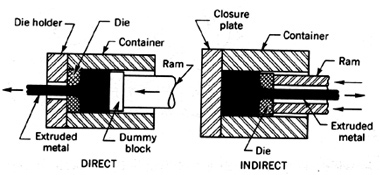 Die holder
Die
Container
Ram
Extruded
metal
Dummy
block
DIRECT
Closure
plate
Container
Ram
Extruded
metal
Die
INDIRECT